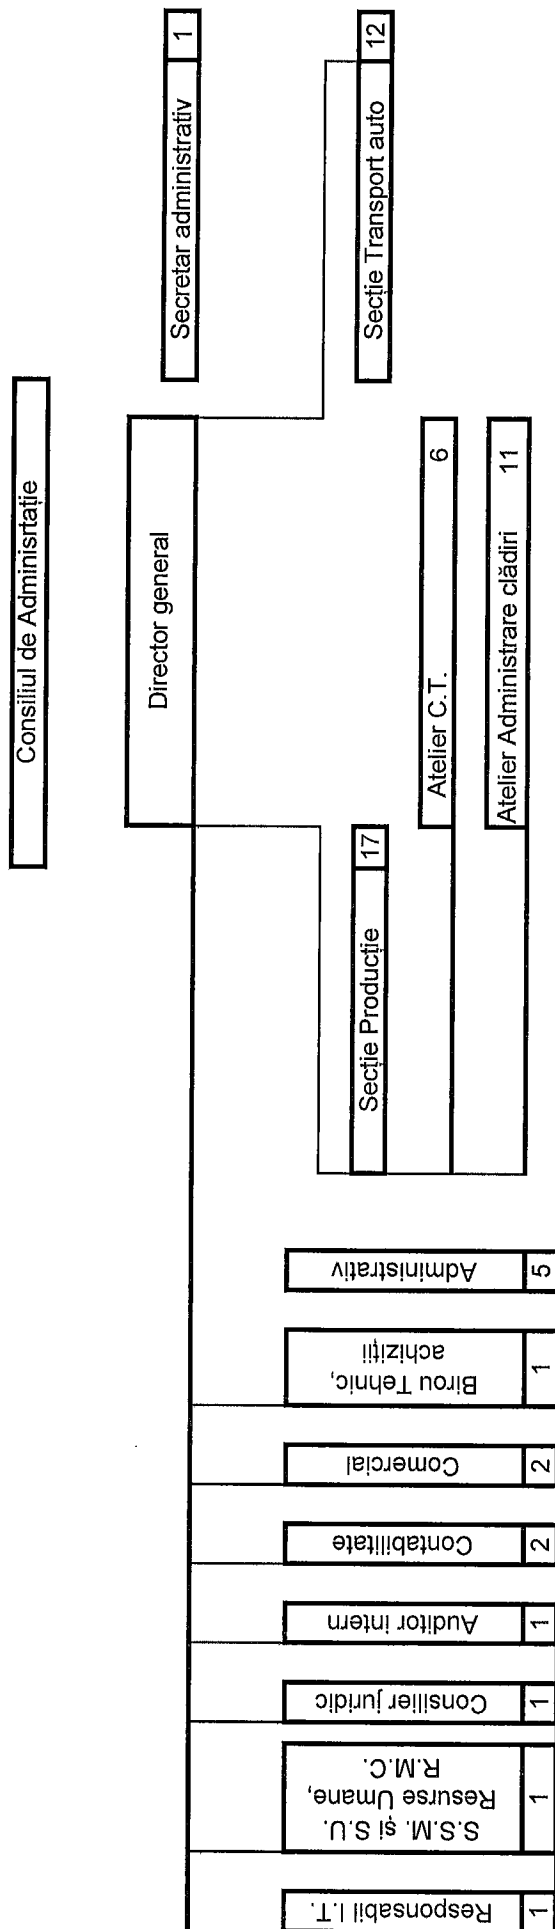 Consiliul de Adminisrtație
Director general
Secretar administrativ 1
Responsabil I.T.
1
S.S.M. și S.U.
Resurse Umane,
R.M.C.
1
Consilier juridic
1
Auditor intern
1
Contabilitate
2
Comercial
2
Birou Tehnic,
achiziții
1
Administrativ
5
Secție Producție 17
Secție Transport auto 12
Atelier C.T. 6
Atelier Administrare clădiri 11